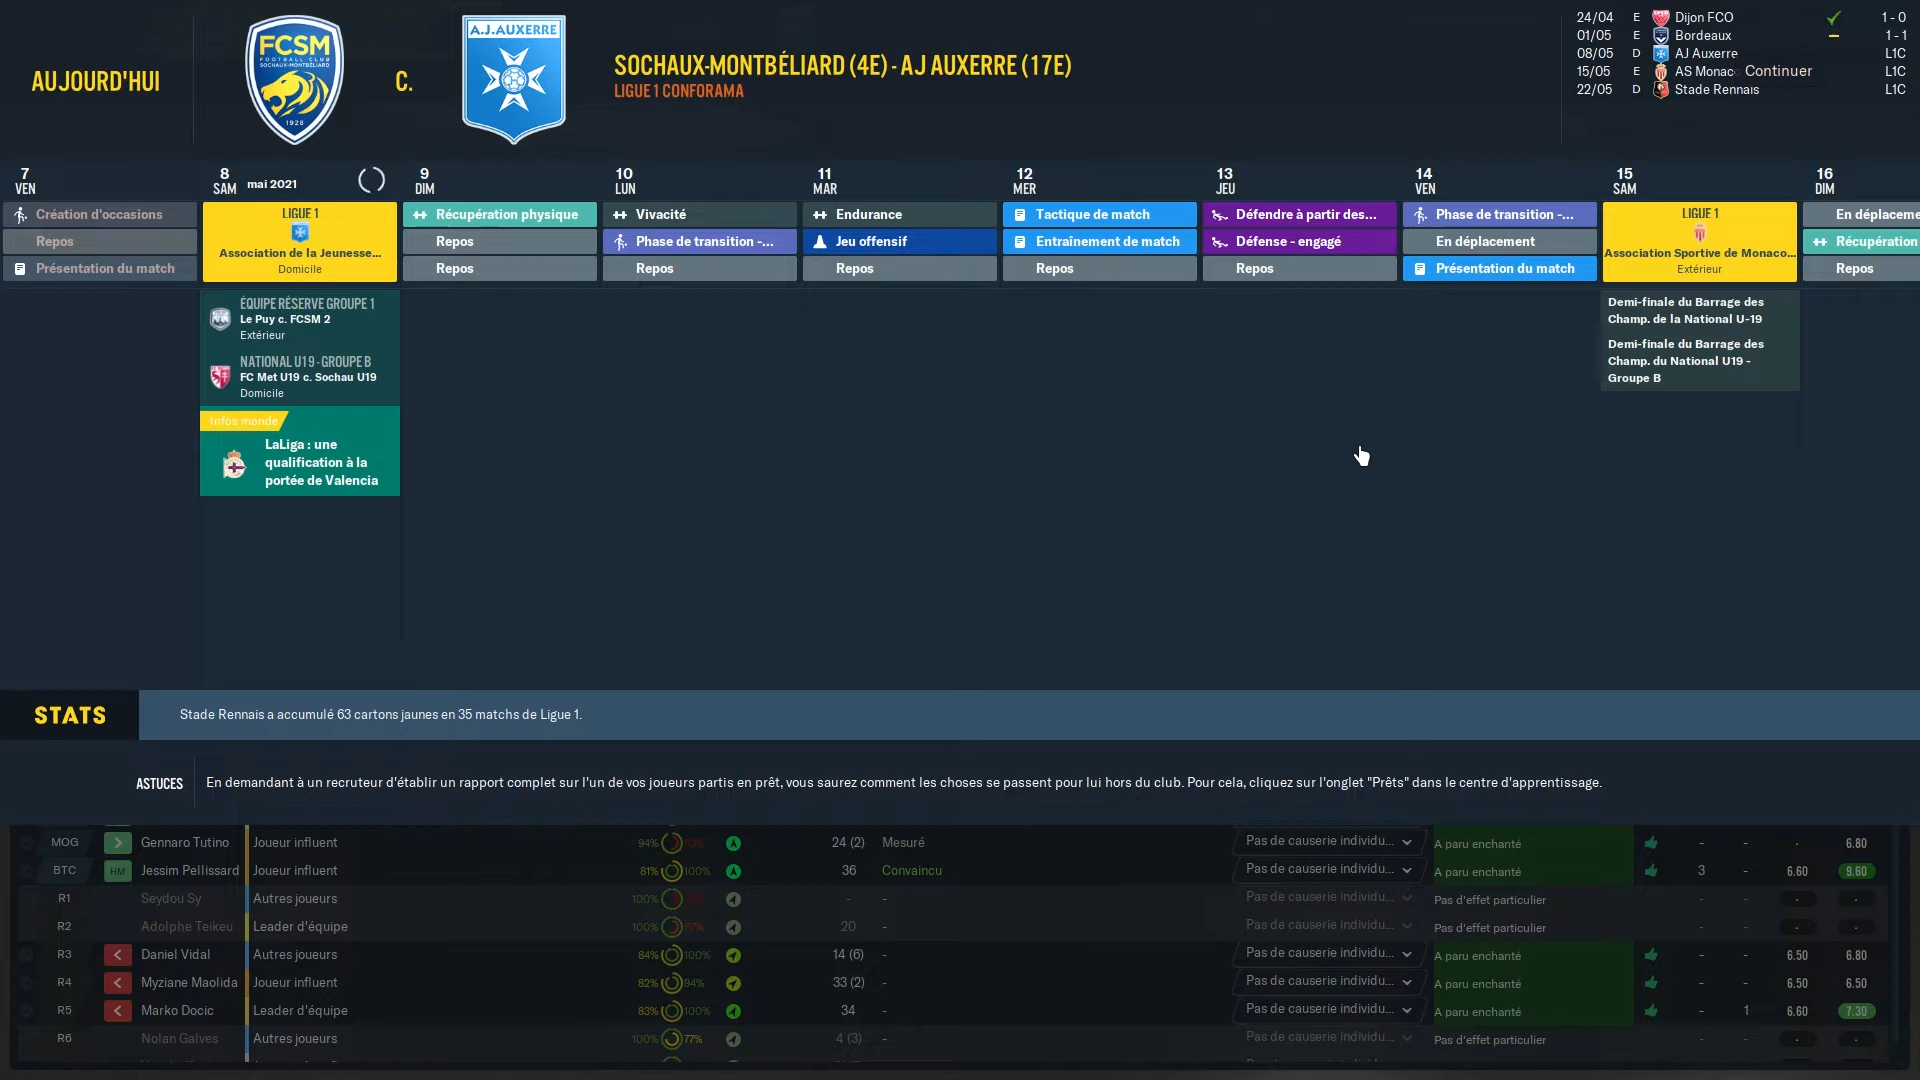 AUJOURD'HUI
FCSM
FOOTBALL CLUB
SOCHAUX-MONTBÉLIARD
1928
C.
A.J.AUXERRE
SOCHAUX-MONTBÉLIARD (4E) - AJ AUXERRE (17E)
LIGUE 1 CONFORAMA
24/04 E Dijon FCO 1 - 0
01/05 E Bordeaux 1 - 1
08/05 D AJ Auxerre L1C
15/05 E AS Monac L1C
Continuer
22/05 D Stade Rennais L1C
7 VEN
8 SAM mai 2021
9 DIM
10 LUN
11 MAR
12 MER
13 JEU
14 VEN
15 SAM
16 DIM
Création d'occasions
Repos
Présentation du match
LIGUE 1
Association de la Jeunesse...
Domicile
Récupération physique
Repos
Repos
Vivacité
Phase de transition -...
Repos
Endurance
Jeu offensif
Repos
Tactique de match
Entraînement de match
Repos
Défendre à partir des...
Défense - engagé
Repos
Phase de transition -...
En déplacement
Présentation du match
LIGUE 1
Association Sportive de Monaco...
Extérieur
En déplaceme
Récupération
Repos
ÉQUIPE RÉSERVE GROUPE 1
Le Puy c. FCSM 2
Extérieur
NATIONAL U19 - GROUPE B
FC Met U19 c. Sochau U19
Domicile
Infos monde
LaLiga : une
qualification à la
portée de Valencia
Demi-finale du Barrage des
Champ. de la National U-19
Demi-finale du Barrage des
Champ. du National U19 -
Groupe B
STATS
Stade Rennais a accumulé 63 cartons jaunes en 35 matchs de Ligue 1.
ASTUCES
En demandant à un recruteur d'établir un rapport complet sur l'un de vos joueurs partis en prêt, vous saurez comment les choses se passent pour lui hors du club. Pour cela, cliquez sur l'onglet "Prêts" dans le centre d'apprentissage.
MOG Gennaro Tutino Joueur influent 94% 24 (2) Mesuré Pas de causerie individu... A paru enchanté - - - 6.80
BTC HM Jessim Pellissard Joueur influent 81% 100% 36 Convaincu Pas de causerie individu... A paru enchanté 3 - 6.60 9.60
R1 Seydou Sy Autres joueurs 100% - - Pas de causerie individu... Pas d'effet particulier - - - -
R2 Adolphe Teikeu Leader d'équipe 100% 20 - Pas de causerie individu... Pas d'effet particulier - - - -
R3 Daniel Vidal Autres joueurs 84% 100% 14 (6) - Pas de causerie individu... A paru enchanté - - 6.50 6.80
R4 Myziane Maolida Joueur influent 82% 94% 33 (2) - Pas de causerie individu... A paru enchanté - - 6.50 6.50
R5 Marko Docic Leader d'équipe 83% 100% 34 - Pas de causerie individu... A paru enchanté - 1 6.60 7.30
R6 Nolan Galves Autres joueurs 100% 77% 4 (3) - Pas de causerie individu... Pas d'effet particulier - - - -